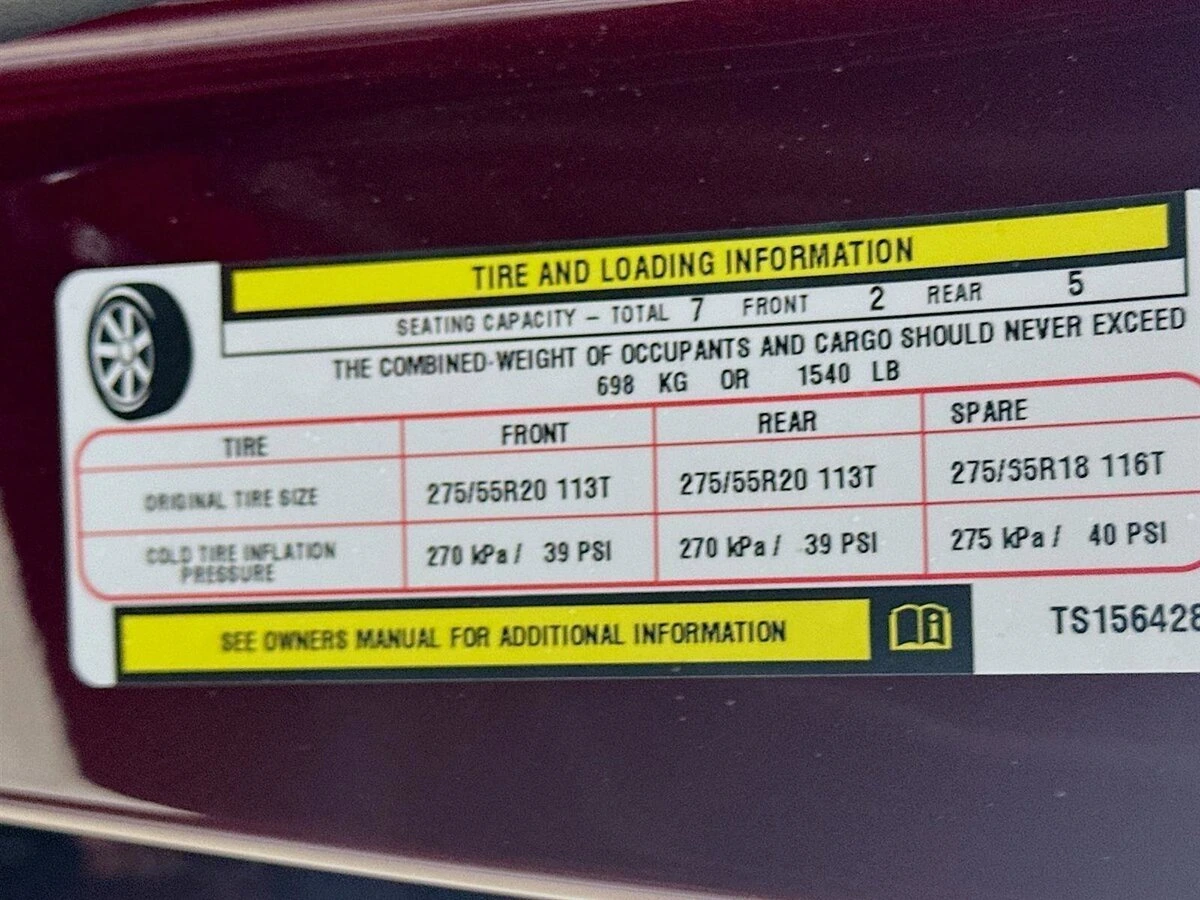 TIRE AND LOADING INFORMATION
SEATING CAPACITY – TOTAL 7 FRONT 2 REAR 5
THE COMBINED WEIGHT OF OCCUPANTS AND CARGO SHOULD NEVER EXCEED
698 KG OR 1540 LB
TIRE FRONT REAR SPARE
ORIGINAL TIRE SIZE 275/55R20 113T 275/55R20 113T 275/35R18 116T
COLD TIRE INFLATION PRESSURE 270 kPa / 39 PSI 270 kPa / 39 PSI 275 kPa / 40 PSI
SEE OWNERS MANUAL FOR ADDITIONAL INFORMATION
TS156428